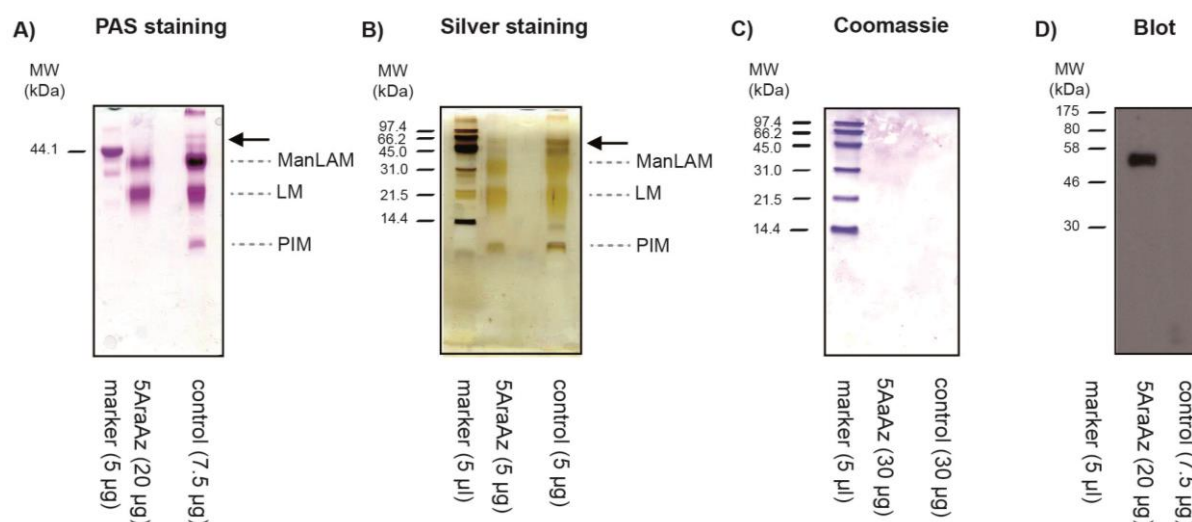 A) PAS staining
MW
(kDa)
44.1
ManLAM
LM
PIM
marker (5 µg)
5AraAz (20 µg)
control (7.5 µg)
B) Silver staining
MW
(kDa)
97.4
66.2
45.0
31.0
21.5
14.4
ManLAM
LM
PIM
marker (5 µl)
5AraAz (5 µg)
control (5 µg)
C) Coomassie
MW
(kDa)
97.4
66.2
45.0
31.0
21.5
14.4
marker (5 µl)
5AaAz (30 µg)
control (30 µg)
D) Blot
MW
(kDa)
175
80
58
46
30
marker (5 µl)
5AraAz (20 µg)
control (7.5 µg)